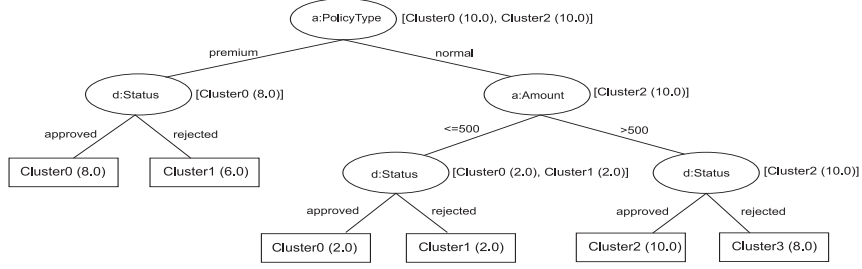 a:PolicyType [Cluster0 (10.0), Cluster2 (10.0)]
premium normal
d:Status [Cluster0 (8.0)] a:Amount [Cluster2 (10.0)]
approved rejected <=500 >500
Cluster0 (8.0) Cluster1 (6.0) d:Status [Cluster0 (2.0), Cluster1 (2.0)] d:Status [Cluster2 (10.0)]
approved rejected approved rejected
Cluster0 (2.0) Cluster1 (2.0) Cluster2 (10.0) Cluster3 (8.0)